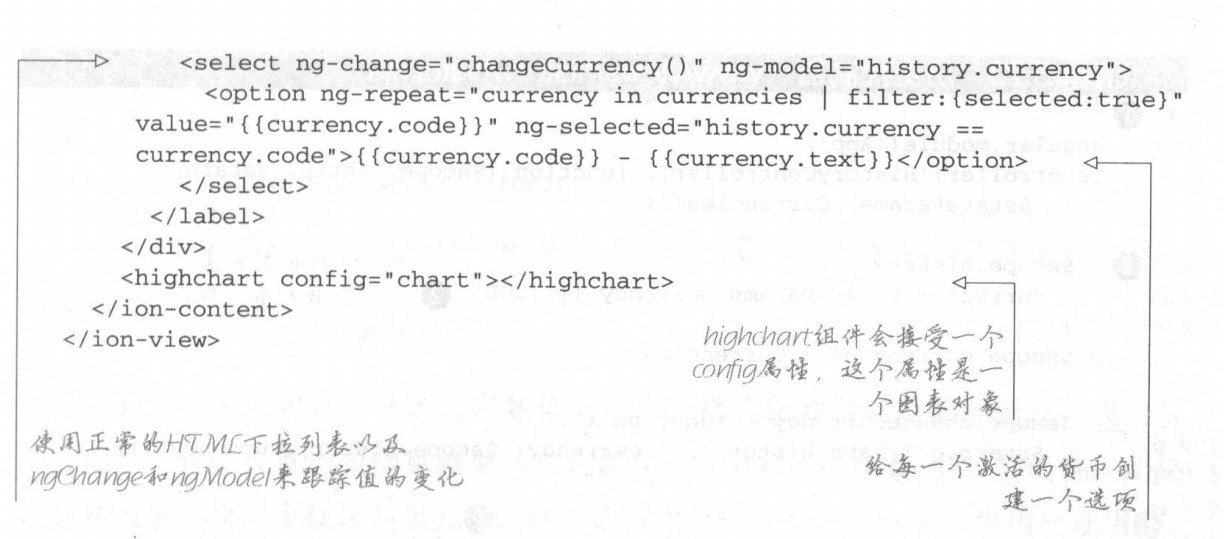 <select ng-change="changeCurrency()" ng-model="history.currency">
<option ng-repeat="currency in currencies | filter:{selected:true}"
value="{{currency.code}}" ng-selected="history.currency ==
currency.code">{{currency.code}} - {{currency.text}}</option>
</select>
</label>
</div>
<highchart config="chart"></highchart>
</ion-content>
</ion-view>
highchart组件会接受一个
config属性，这个属性是一
个图表对象
使用正常的HTML下拉列表以及
ngChange和ngModel来跟踪值的变化
给每一个激活的货币创
建一个选项